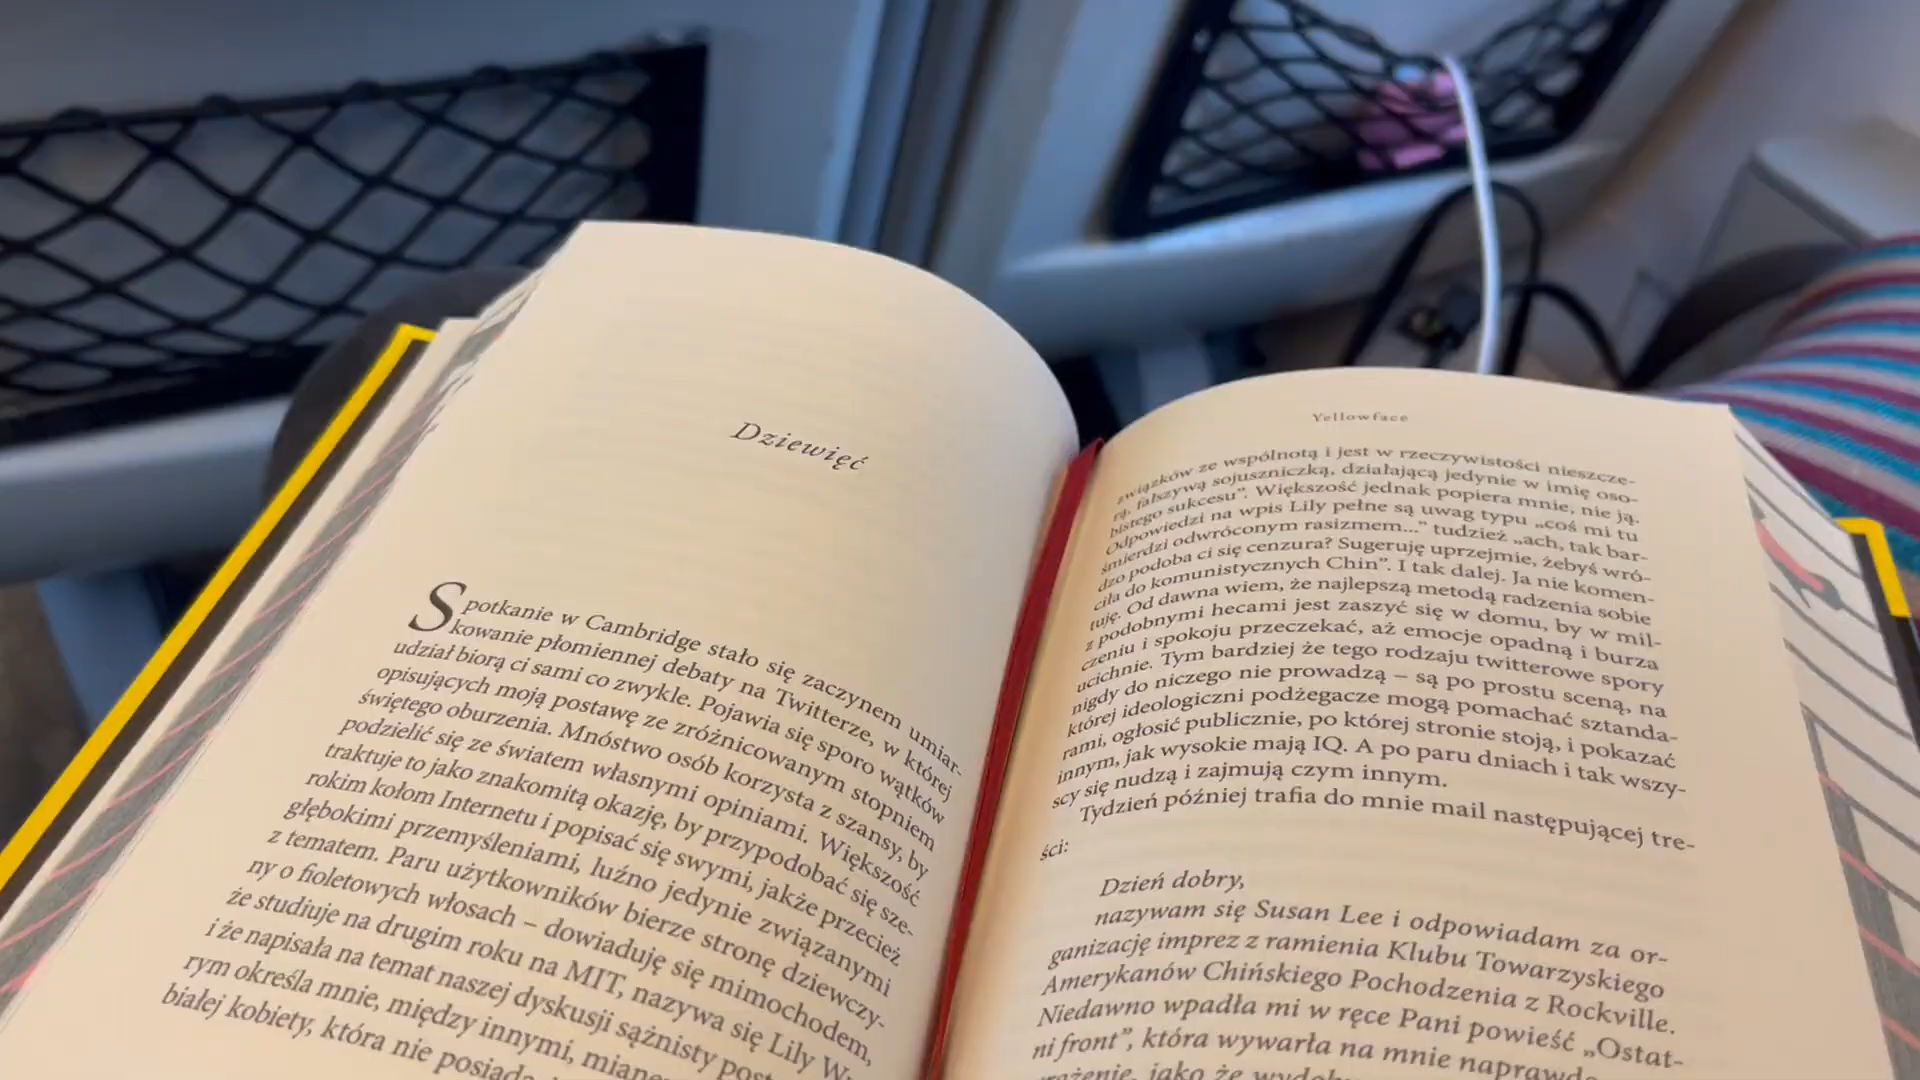 Dziewięć
Spotkanie w Cambridge stało się zaczynem umiar-
kowanie płomiennej debaty na Twitterze, w której
udział biorą ci sami co zwykle. Pojawia się sporo wątków
opisujących moją postawę ze zróżnicowanym stopniem
świętego oburzenia. Mnóstwo osób korzysta z szansy, by
podzielić się ze światem własnymi opiniami. Większość
traktuje to jako znakomitą okazję, by przypodobać się sze-
rokim kołom Internetu i popisać się swymi, jakże przecież
głębokimi przemyśleniami, luźno jedynie związanymi
z tematem. Paru użytkowników bierze stronę dziewczy-
ny o fioletowych włosach – dowiaduję się mimochodem,
że studiuje na drugim roku na MIT, nazywa się Lily
i że napisała na temat naszej dyskusji sążnisty
rym określa mnie, między innymi,
białej kobiety, która nie
Yellowface
związków ze wspólnotą i jest w rzeczywistości nieszcze-
rą, fałszywą sojuszniczką, działającą jedynie w imię oso-
bistego sukcesu”. Większość jednak popiera mnie, nie ją.
Odpowiedzi na wpis Lily pełne są uwag typu „coś mi tu
śmierdzi odwróconym rasizmem...” tudzież „ach, tak bar-
dzo podoba ci się cenzura? Sugeruję uprzejmie, żebyś wró-
ciła do komunistycznych Chin”. I tak dalej. Ja nie komen-
tuję. Od dawna wiem, że najlepszą metodą radzenia sobie
z podobnymi hecami jest zaszyć się w domu, by w mil-
czeniu i spokoju przeczekać, aż emocje opadną i burza
ucichnie. Tym bardziej że tego rodzaju twitterowe spory
nigdy do niczego nie prowadzą – są po prostu sceną, na
której ideologiczni podżegacze mogą pomachać sztanda-
rami, ogłosić publicznie, po której stronie stoją, i pokazać
innym, jak wysokie mają IQ. A po paru dniach i tak wszy-
scy się nudzą i zajmują czym innym.
Tydzień później trafia do mnie mail następującej tre-
ści:
Dzień dobry,
nazywam się Susan Lee i odpowiadam za or-
ganizację imprez z ramienia Klubu Towarzyskiego
Amerykanów Chińskiego Pochodzenia z Rockville.
Niedawno wpadła mi w ręce Pani powieść „Ostat-
ni front”, która wywarła na mnie
jako że